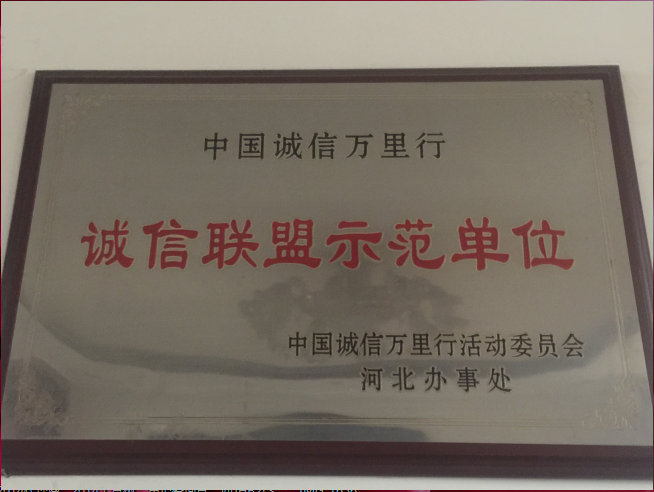 中国诚信万里行
诚信联盟示范单位
中国诚信万里行活动委员会
河北办事处